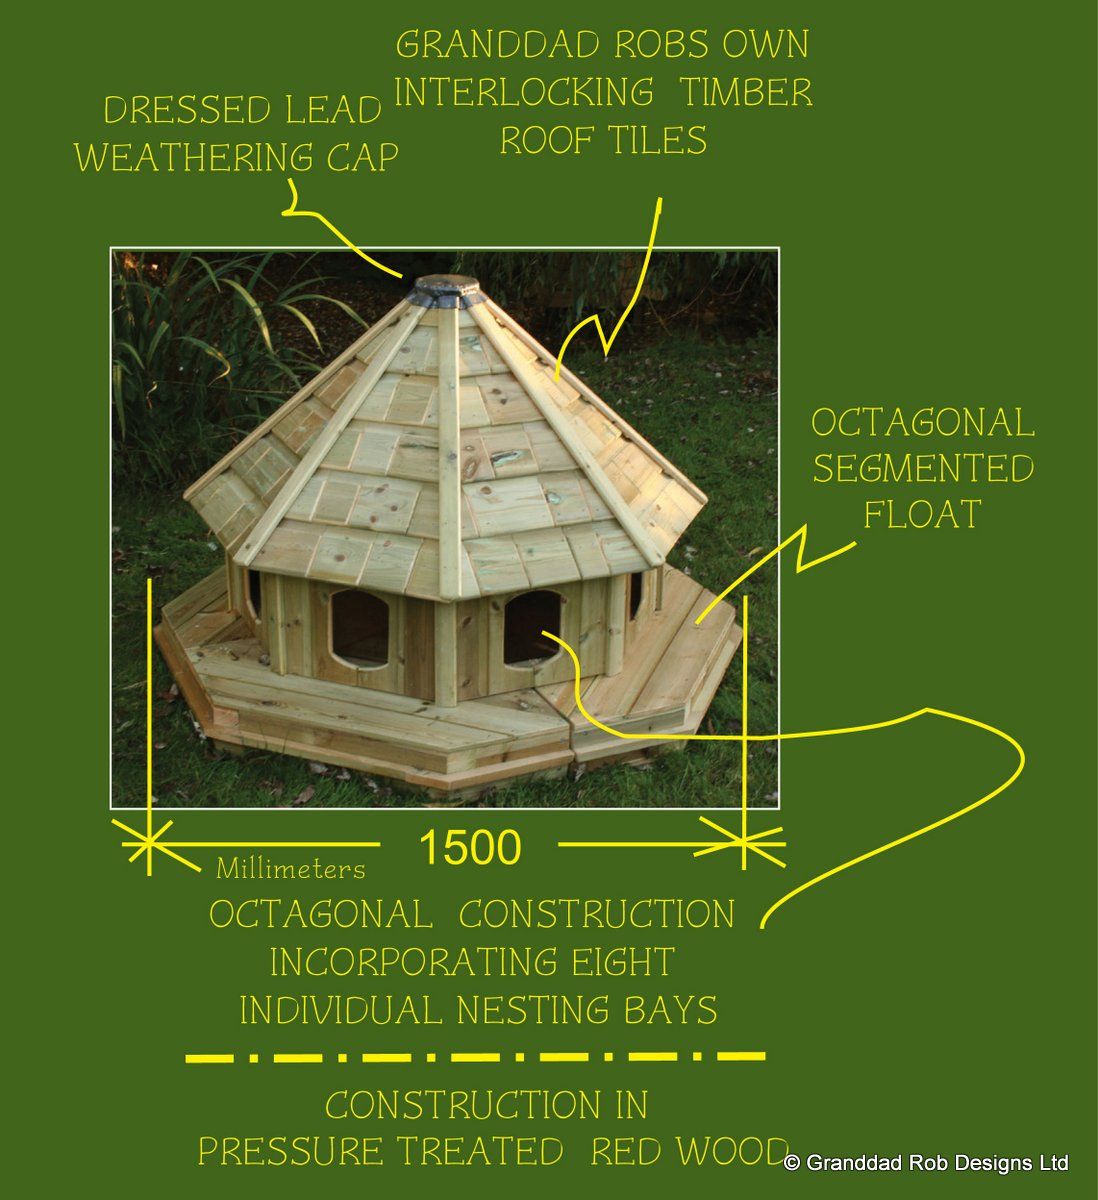 GRANDDAD ROBS OWN
INTERLOCKING TIMBER
ROOF TILES
DRESSED LEAD
WEATHERING CAP
OCTAGONAL
SEGMENTED
FLOAT
1500
Millimeters
OCTAGONAL CONSTRUCTION
INCORPORATING EIGHT
INDIVIDUAL NESTING BAYS
CONSTRUCTION IN
PRESSURE TREATED RED WOOD
© Granddad Rob Designs Ltd